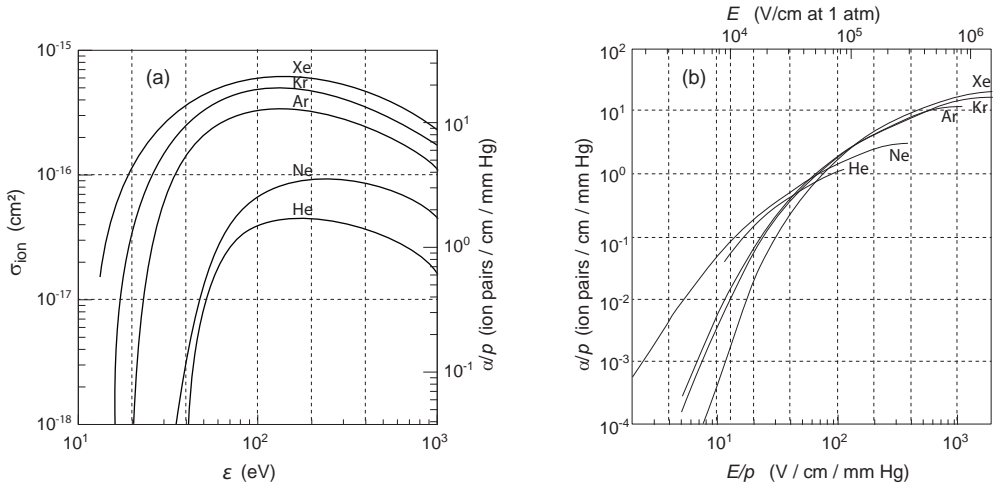 (a)
10⁻¹⁵
10⁻¹⁶
10⁻¹⁷
10⁻¹⁸
σion (cm²)
Xe
Kr
Ar
Ne
He
10¹
10⁰
10⁻¹
α/p (ion pairs / cm / mm Hg)
10¹
10²
10³
ε (eV)
E (V/cm at 1 atm)
10⁴
10⁵
10⁶
(b)
10²
10¹
10⁰
10⁻¹
10⁻²
10⁻³
10⁻⁴
α/p (ion pairs / cm / mm Hg)
Xe
Kr
Ar
Ne
He
10¹
10²
10³
E/p (V / cm / mm Hg)